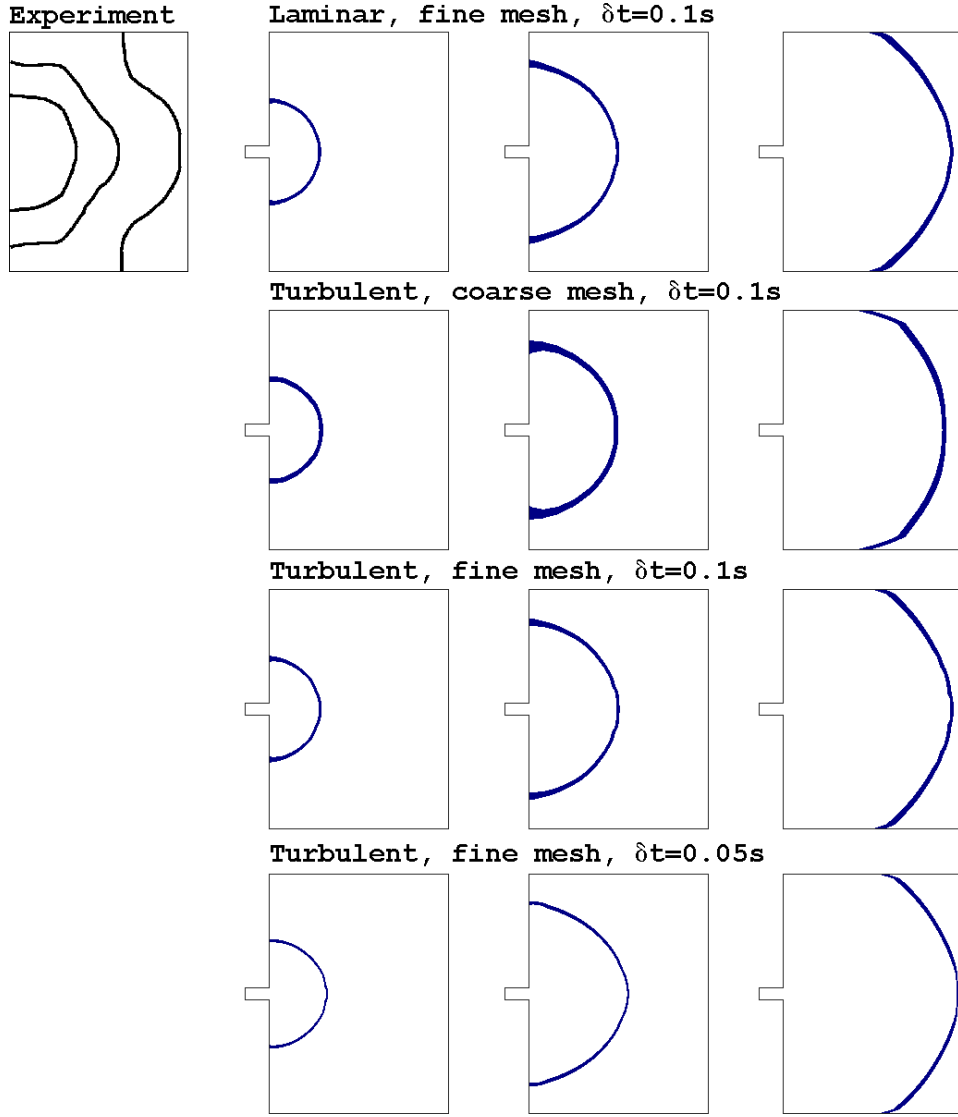 Experiment
Laminar, fine mesh, δt=0.1s
Turbulent, coarse mesh, δt=0.1s
Turbulent, fine mesh, δt=0.1s
Turbulent, fine mesh, δt=0.05s